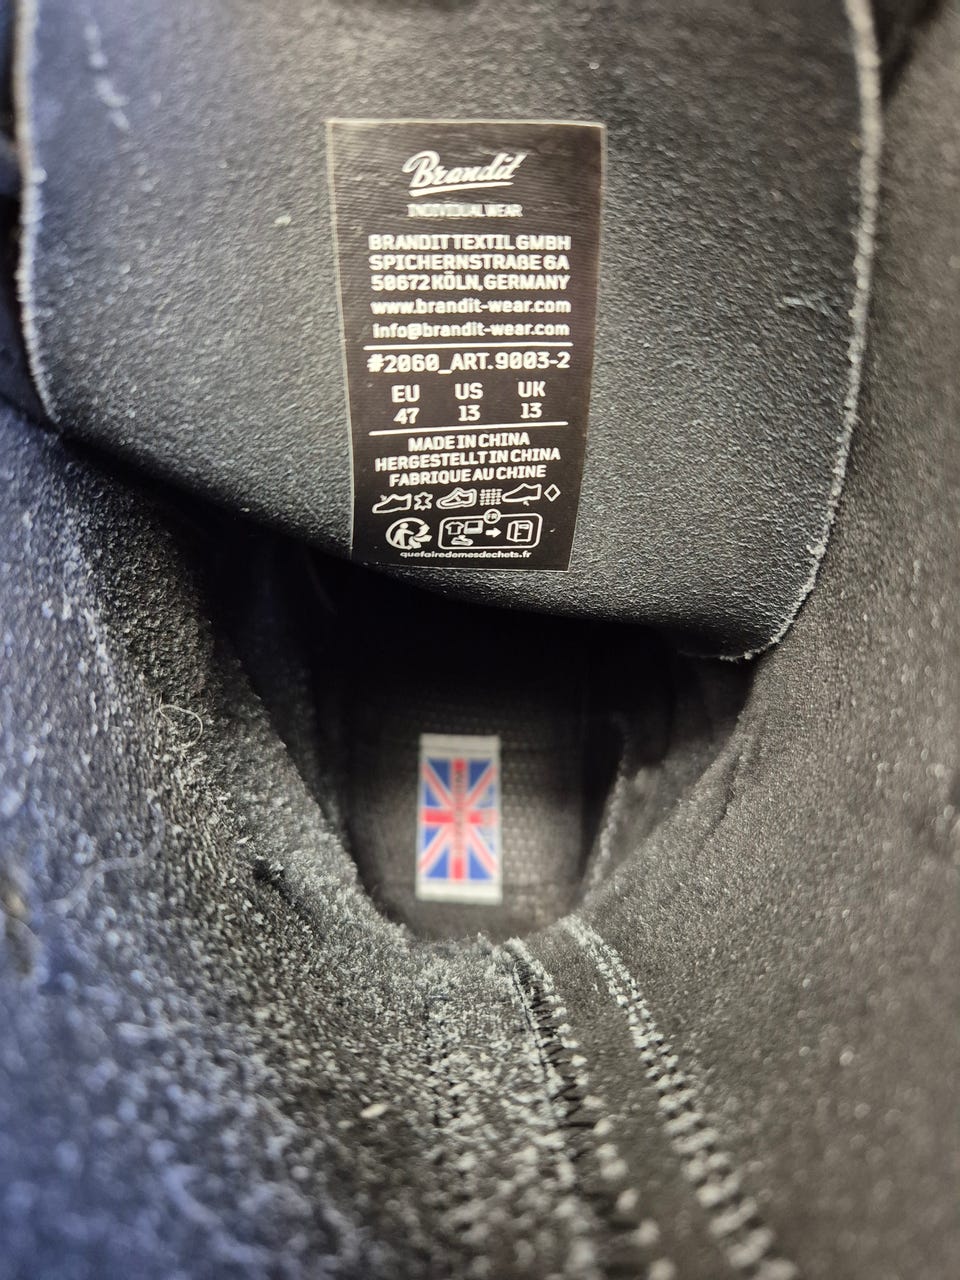 Brandit
INDIVIDUAL WEAR
BRANDIT TEXTIL GMBH
SPICHERNSTRAßE 6A
50672 KÖLN, GERMANY
www.brandit-wear.com
info@brandit-wear.com
#2060_ART.9003-2
EU US UK
47 13 13
MADE IN CHINA
HERGESTELLT IN CHINA
FABRIQUE AU CHINE
FR
quefairedemesdechets.fr